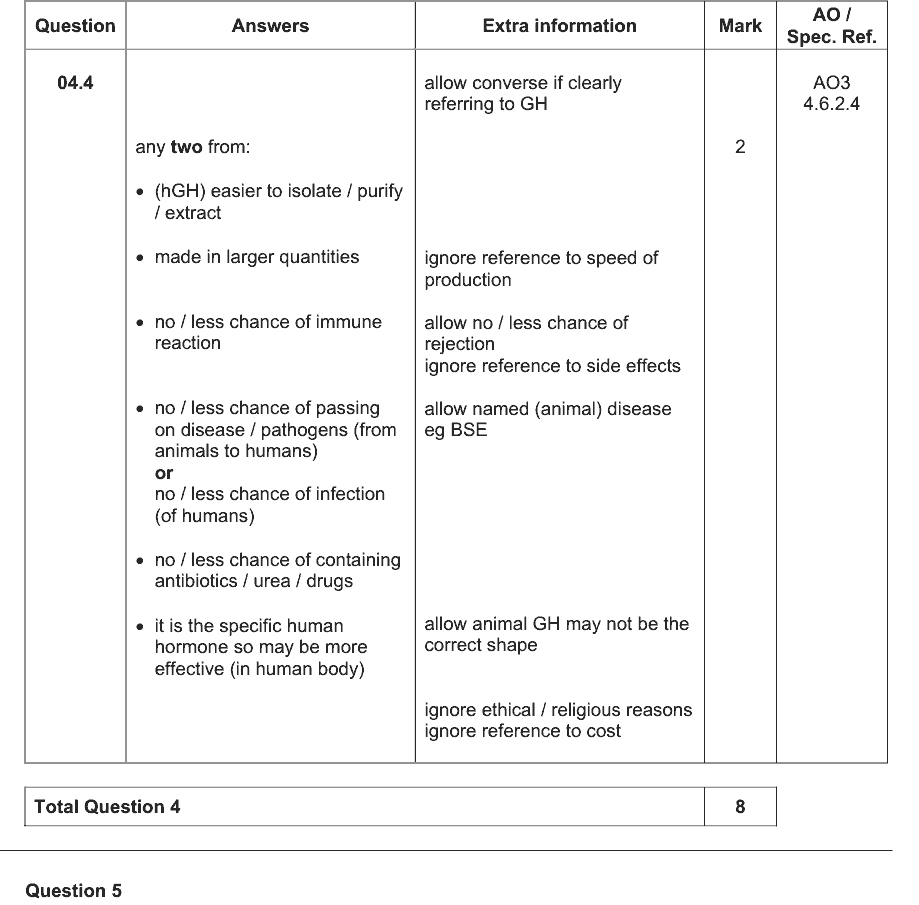 Question
Answers
Extra information
Mark
AO /
Spec. Ref.
04.4
allow converse if clearly
referring to GH
AO3
4.6.2.4
any two from:
2
• (hGH) easier to isolate / purify
/ extract
• made in larger quantities
ignore reference to speed of
production
• no / less chance of immune
reaction
allow no / less chance of
rejection
ignore reference to side effects
• no / less chance of passing
on disease / pathogens (from
animals to humans)
or
no / less chance of infection
(of humans)
allow named (animal) disease
eg BSE
• no / less chance of containing
antibiotics / urea / drugs
• it is the specific human
hormone so may be more
effective (in human body)
allow animal GH may not be the
correct shape
ignore ethical / religious reasons
ignore reference to cost
Total Question 4
8
Question 5